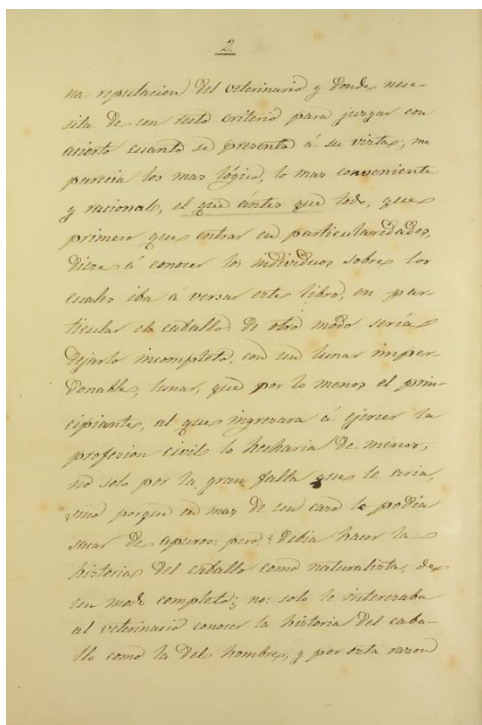 2.
na reputacion del veterinario y donde nece-
sita de un recto criterio para juzgar con
acierto cuanto se presenta á su vista; me
parecia los mas lógico, lo mas conveniente
y racional, el que ántes que todo, que
primero que entrar en particularidades,
diese á conocer los individuos sobre los
cuales iba á versar este libro, en par-
ticular el caballo. de otro modo seria
dejarlo incompleto, con un lunar imper-
donable, lunar, que por lo menos el prin-
cipiante, al que ingresara á ejercer la
profesion civil lo hecharia de menor,
no solo por la gran falta que le aria,
sino porque en mas de un caso le podia
sacar de apuros: pero ¿debia hacer la
historia del caballo como naturalista, de
un modo completo; no: solo le interesaba
al veterinario conocer la historia del caba-
llo como la del hombre, y por esta razon